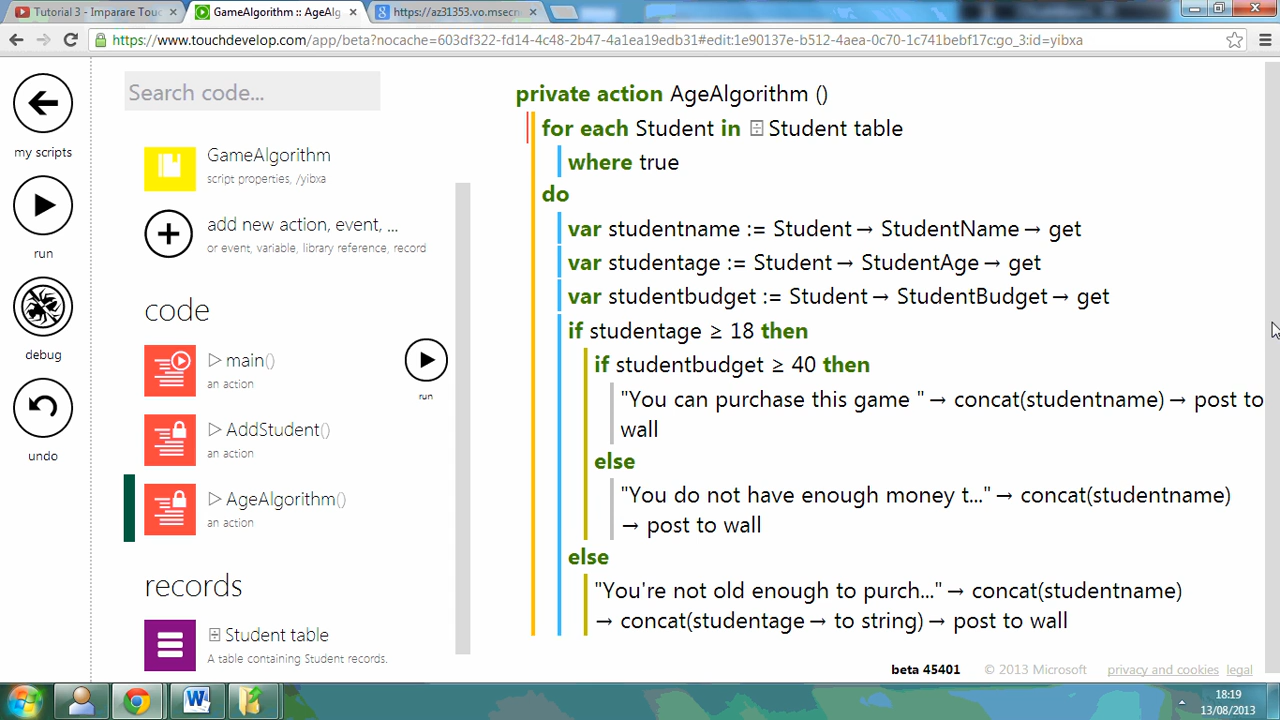 Tutorial 3 - Imparare Tou
GameAlgorithm :: AgeAlg
https://az31353.vo.msecn
https://www.touchdevelop.com/app/beta?nocache=603df322-fd14-4c48-2b47-4a1ea19edb31#edit:1e90137e-b512-4aea-0c70-1c741bebf17cgo_3:id=yibxa
my scripts
run
debug
undo
Search code...
GameAlgorithm
script properties, /yibxa
add new action, event, ...
or event, variable, library reference, record
code
main()
an action
run
AddStudent()
an action
AgeAlgorithm()
an action
records
Student table
A table containing Student records.
private action AgeAlgorithm ()
for each Student in Student table
where true
do
var studentname := Student → StudentName → get
var studentage := Student → StudentAge → get
var studentbudget := Student → StudentBudget → get
if studentage ≥ 18 then
if studentbudget ≥ 40 then
"You can purchase this game " → concat(studentname) → post to
wall
else
"You do not have enough money t..." → concat(studentname)
→ post to wall
else
"You're not old enough to purch..." → concat(studentname)
→ concat(studentage → to string) → post to wall
beta 45401 © 2013 Microsoft privacy and cookies legal
18:19
13/08/2013